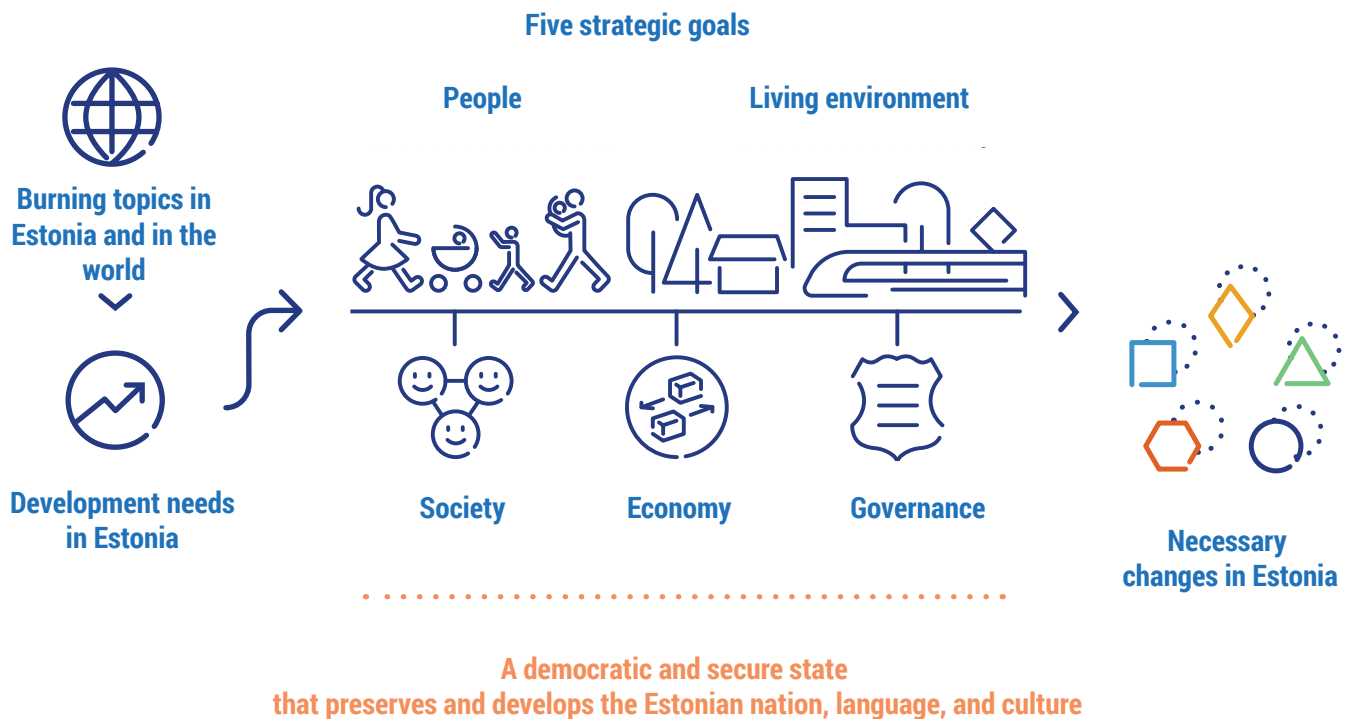 Five strategic goals
People
Living environment
Burning topics in
Estonia and in the
world
Development needs
in Estonia
Society
Economy
Governance
Necessary
changes in Estonia
A democratic and secure state
that preserves and develops the Estonian nation, language, and culture